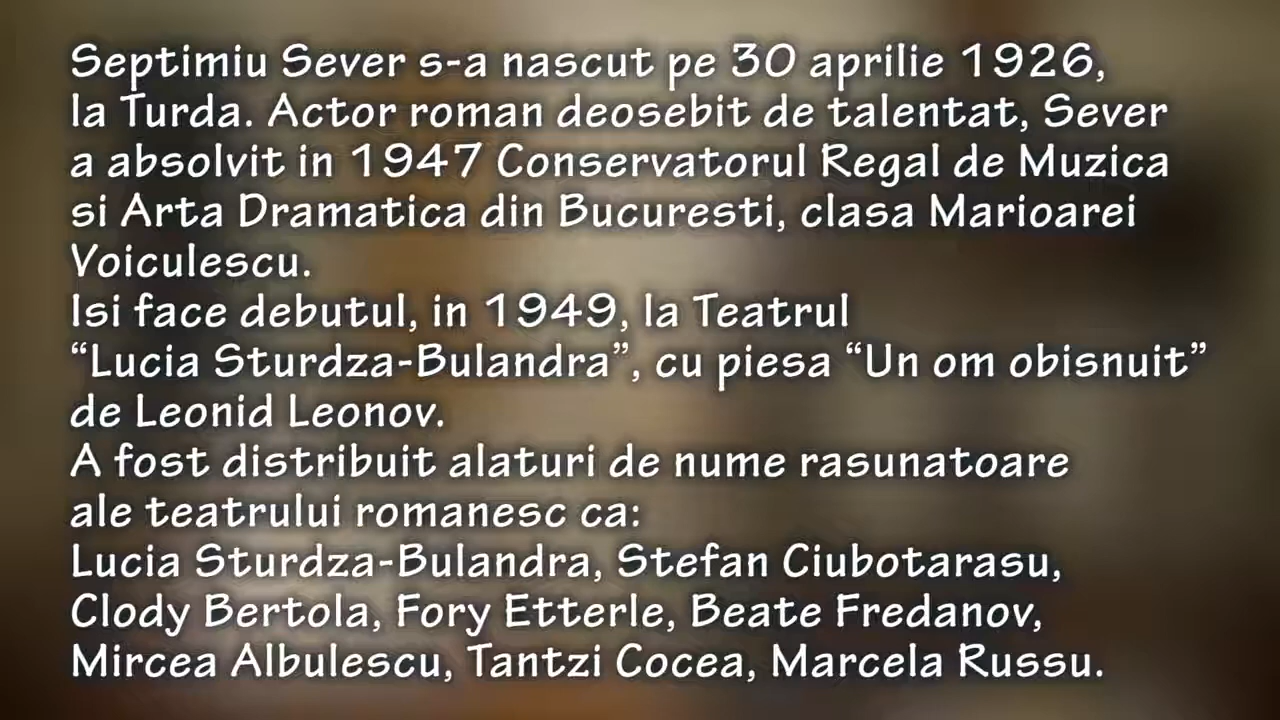 Septimiu Sever s-a nascut pe 30 aprilie 1926,
la Turda. Actor roman deosebit de talentat, Sever
a absolvit in 1947 Conservatorul Regal de Muzica
si Arta Dramatica din Bucuresti, clasa Marioarei
Voiculescu.
Isi face debutul, in 1949, la Teatrul
“Lucia Sturdza-Bulandra”, cu piesa “Un om obisnuit”
de Leonid Leonov.
A fost distribuit alaturi de nume rasunatoare
ale teatrului romanesc ca:
Lucia Sturdza-Bulandra, Stefan Ciubotarasu,
Clody Bertola, Fory Etterle, Beate Fredanov,
Mircea Albulescu, Tantzi Cocea, Marcela Russu.